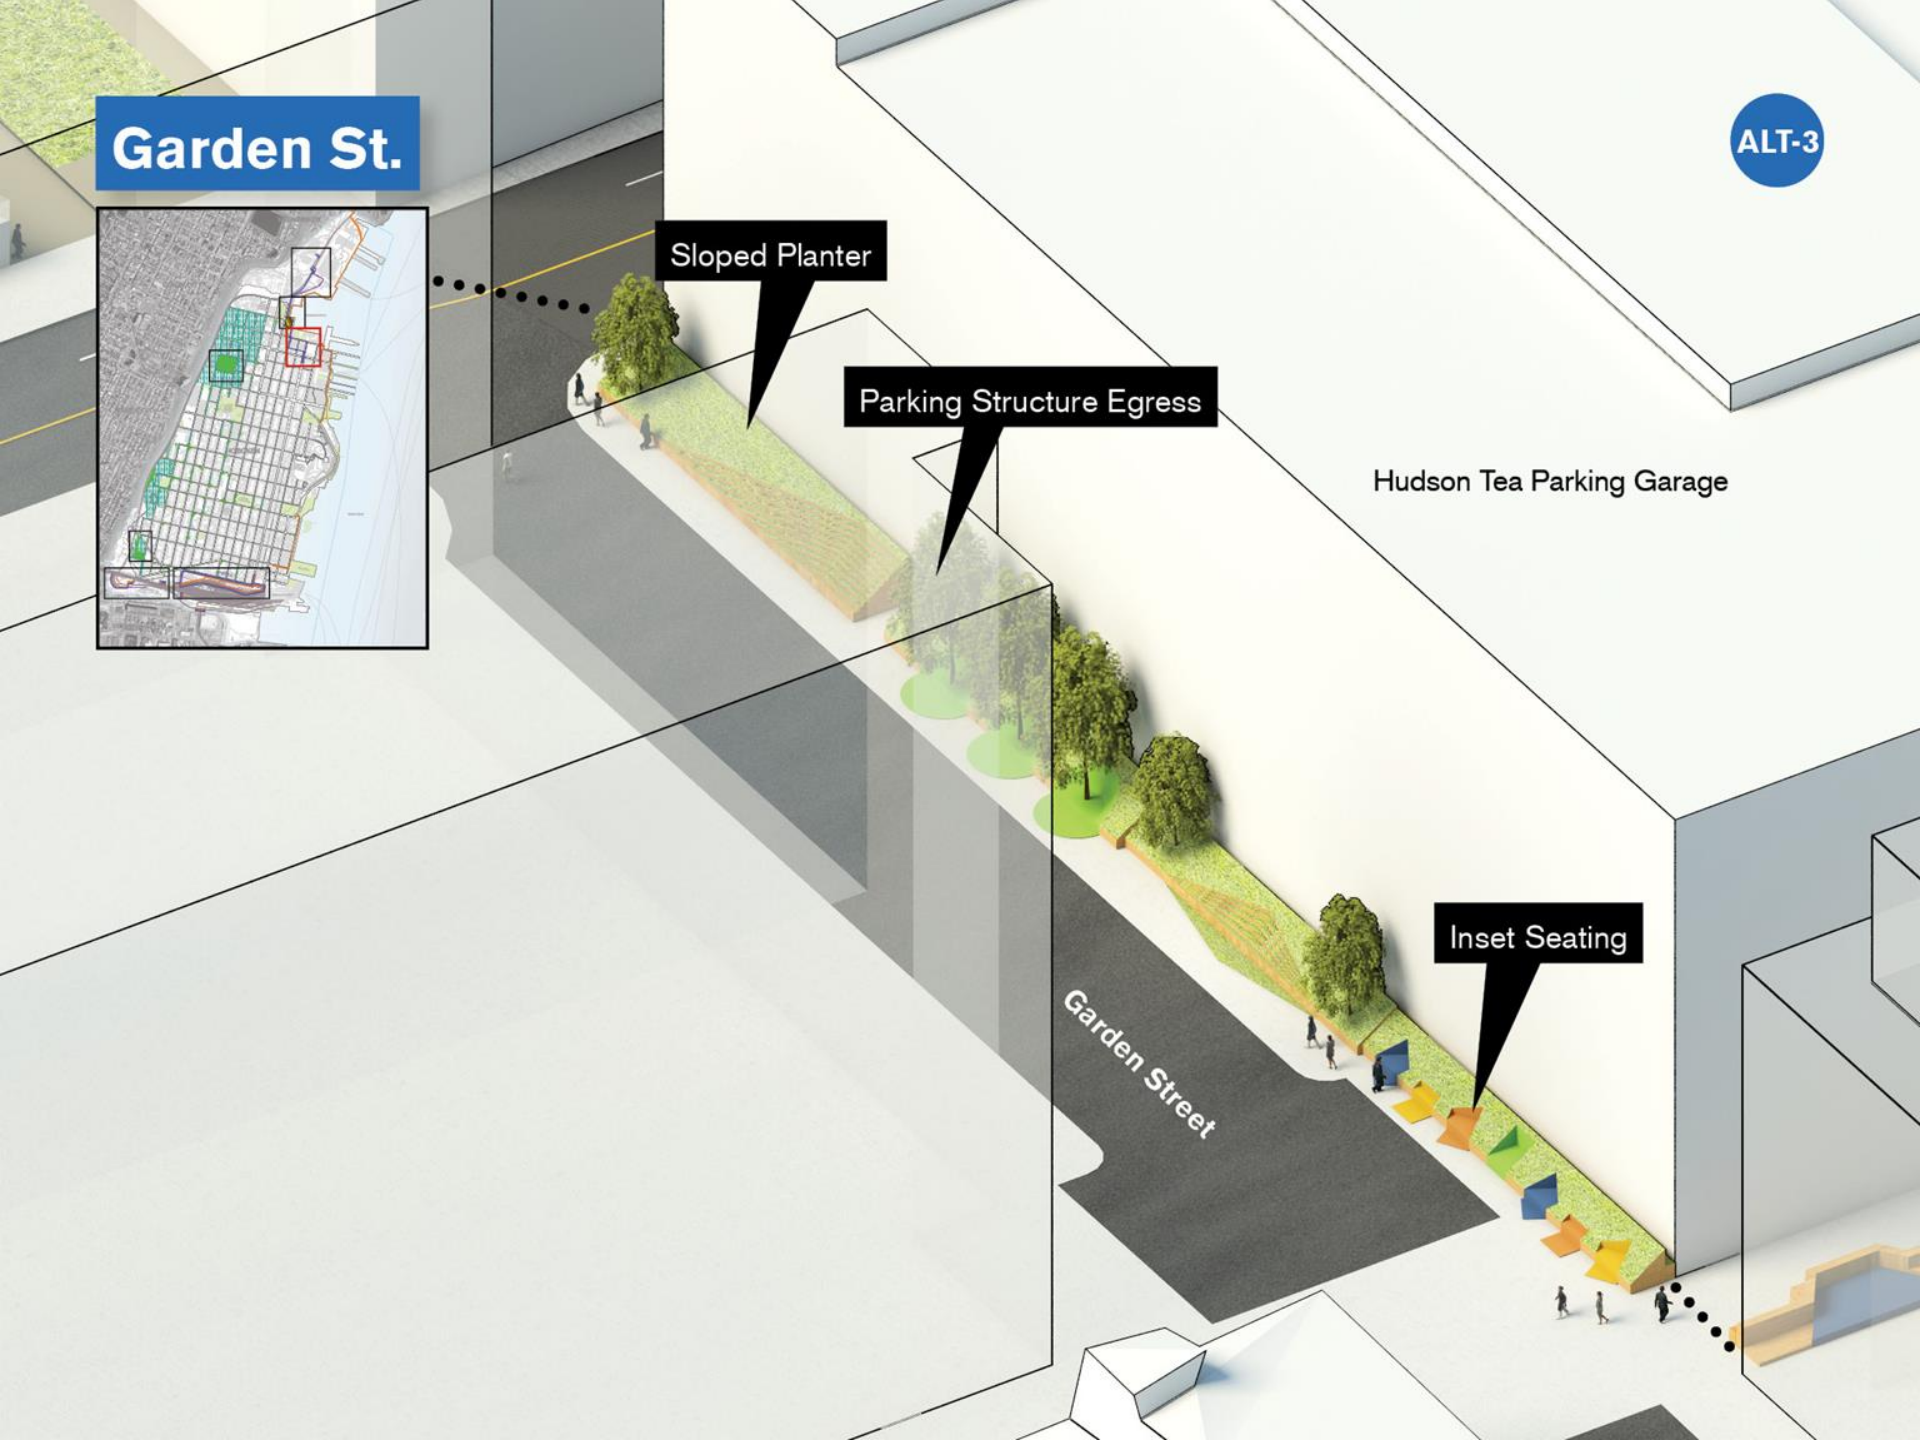 Garden St.
ALT-3
Sloped Planter
Parking Structure Egress
Hudson Tea Parking Garage
Inset Seating
Garden Street